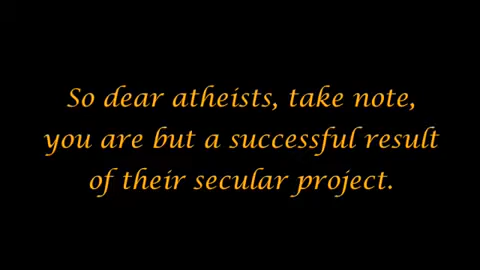 So dear atheists, take note,
you are but a successful result
of their secular project.